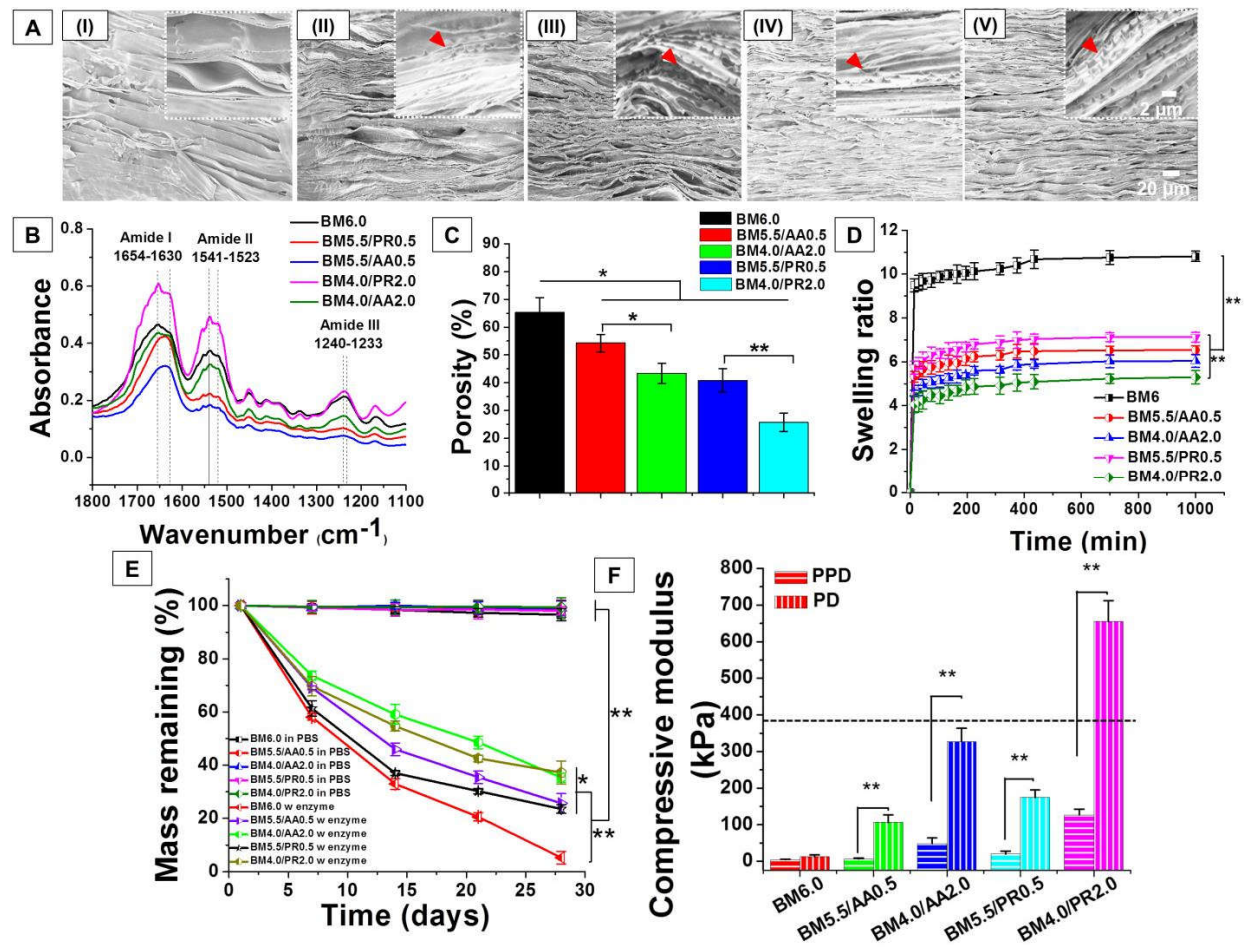 A
(I)
(II)
(III)
(IV)
(V)
2 µm
20 µm
B
Amide I
1654-1630
Amide II
1541-1523
Amide III
1240-1233
BM6.0
BM5.5/PR0.5
BM5.5/AA0.5
BM4.0/PR2.0
BM4.0/AA2.0
Absorbance
0.8
0.6
0.4
0.2
0.0
1800 1700 1600 1500 1400 1300 1200 1100
Wavenumber (cm-1)
C
BM6.0
BM5.5/AA0.5
BM4.0/AA2.0
BM5.5/PR0.5
BM4.0/PR2.0
Porosity (%)
90
85
80
75
70
65
60
55
50
45
40
35
30
25
20
15
10
5
0
*
*
**
D
Swelling ratio
12
10
8
6
4
2
0
**
**
BM6
BM5.5/AA0.5
BM4.0/AA2.0
BM5.5/PR0.5
BM4.0/PR2.0
0 200 400 600 800 1000
Time (min)
E
Mass remaining (%)
120
100
80
60
40
20
0
BM6.0 in PBS
BM5.5/AA0.5 in PBS
BM4.0/AA2.0 in PBS
BM5.5/PR0.5 in PBS
BM4.0/PR2.0 in PBS
BM6.0 w enzyme
BM5.5/AA0.5 w enzyme
BM4.0/AA2.0 w enzyme
BM5.5/PR0.5 w enzyme
BM4.0/PR2.0 w enzyme
**
*
**
0 5 10 15 20 25 30
Time (days)
F
Compressive modulus
(kPa)
800
700
600
500
400
300
200
100
0
PPD
PD
**
**
**
**
BM6.0
BM5.5/AA0.5
BM4.0/AA2.0
BM5.5/PR0.5
BM4.0/PR2.0